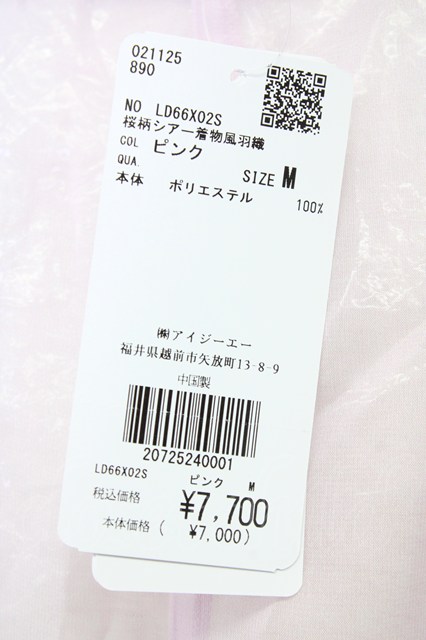 021125
890
NO LD66X02S
桜柄シアー着物風羽織
COL ピンク
QUA. SIZE M
本体 ポリエステル 100%
㈱アイジーエー
福井県越前市矢放町13-8-9
中国製
20725240001
LD66X02S ピンク M
税込価格 ¥7,700
本体価格( ¥7,000)